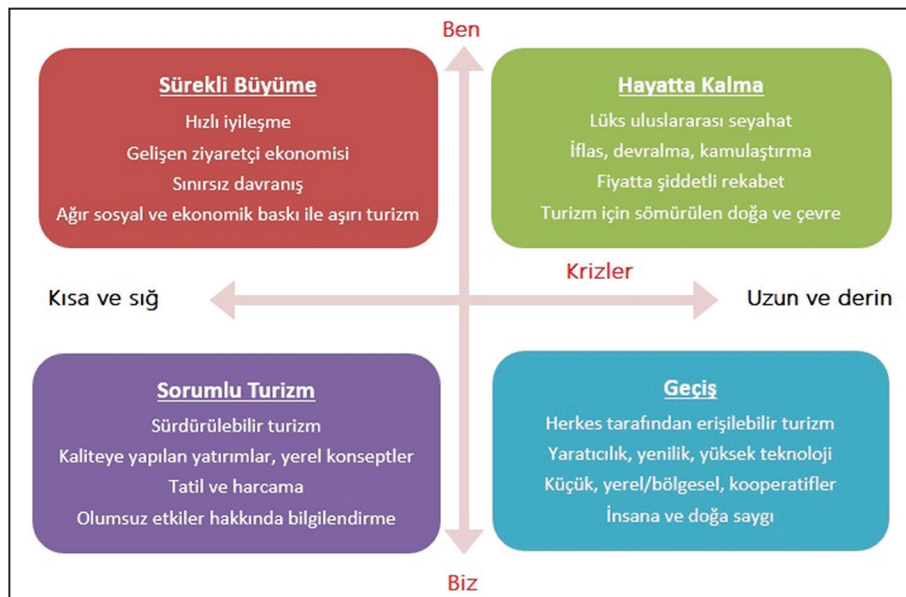 Ben
Sürekli Büyüme
Hızlı iyileşme
Gelişen ziyaretçi ekonomisi
Sınırsız davranış
Ağır sosyal ve ekonomik baskı ile aşırı turizm
Hayatta Kalma
Lüks uluslararası seyahat
İflas, devralma, kamulaştırma
Fiyatta şiddetli rekabet
Turizm için sömürülen doğa ve çevre
Krizler
Kısa ve sığ
Uzun ve derin
Sorumlu Turizm
Sürdürülebilir turizm
Kaliteye yapılan yatırımlar, yerel konseptler
Tatil ve harcama
Olumsuz etkiler hakkında bilgilendirme
Geçiş
Herkes tarafından erişilebilir turizm
Yaratıcılık, yenilik, yüksek teknoloji
Küçük, yerel/bölgesel, kooperatifler
İnsana ve doğa saygı
Biz